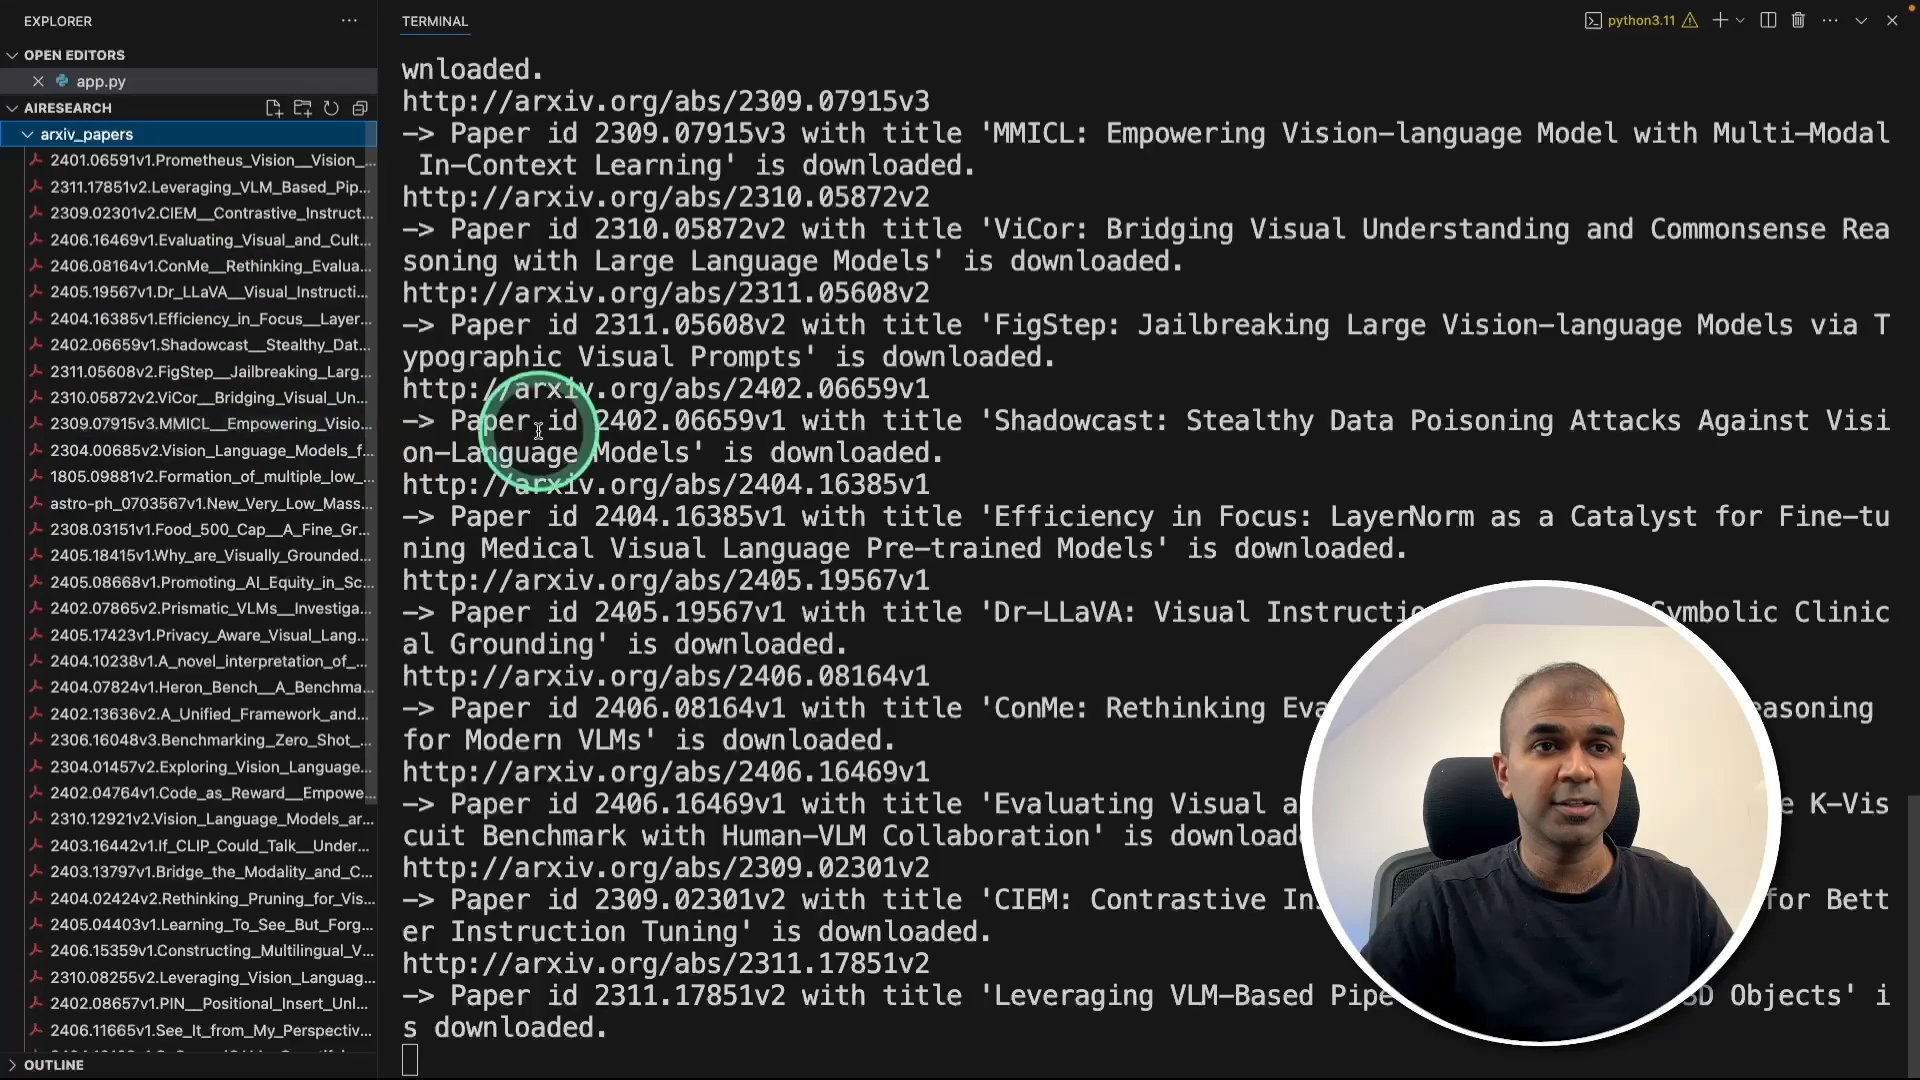 EXPLORER
OPEN EDITORS
app.py
AIRESEARCH
arxiv_papers
2401.06591v1.Prometheus_Vision__Vision_...
2311.17851v2.Leveraging_VLM_Based_Pip...
2309.02301v2.CIEM__Contrastive_Instruct...
2406.16469v1.Evaluating_Visual_and_Cult...
2406.08164v1.ConMe__Rethinking_Evalua...
2405.19567v1.Dr_LLaVA__Visual_Instructi...
2404.16385v1.Efficiency_in_Focus__Layer...
2402.06659v1.Shadowcast__Stealthy_Dat...
2311.05608v2.FigStep__Jailbreaking_Larg...
2310.05872v2.ViCor__Bridging_Visual_Un...
2309.07915v3.MMICL__Empowering_Visio...
2304.00685v2.Vision_Language_Models_f...
1805.09881v2.Formation_of_multiple_low_...
astro-ph_0703567v1.New_Very_Low_Mass...
2308.03151v1.Food_500_Cap__A_Fine_Gr...
2405.18415v1.Why_are_Visually_Grounded...
2405.08668v1.Promoting_AI_Equity_in_Sc...
2402.07865v2.Prismatic_VLMs__Investiga...
2405.17423v1.Privacy_Aware_Visual_Lang...
2404.10238v1.A_novel_interpretation_of_...
2404.07824v1.Heron_Bench__A_Benchma...
2402.13636v2.A_Unified_Framework_and...
2306.16048v3.Benchmarking_Zero_Shot_...
2304.01457v2.Exploring_Vision_Language...
2402.04764v1.Code_as_Reward__Empowe...
2310.12921v2.Vision_Language_Models_ar...
2403.16442v1.If_CLIP_Could_Talk__Under...
2403.13797v1.Bridge_the_Modality_and_C...
2404.02424v2.Rethinking_Pruning_for_Vis...
2405.04403v1.Learning_To_See_But_Forg...
2406.15359v1.Constructing_Multilingual_V...
2310.08255v2.Leveraging_Vision_Languag...
2402.08657v1.PIN__Positional_Insert_Unl...
2406.11665v1.See_It_from_My_Perspectiv...
OUTLINE
TERMINAL
python3.11
wnloaded.
http://arxiv.org/abs/2309.07915v3
-> Paper id 2309.07915v3 with title 'MMICL: Empowering Vision-language Model with Multi-Modal
In-Context Learning' is downloaded.
http://arxiv.org/abs/2310.05872v2
-> Paper id 2310.05872v2 with title 'ViCor: Bridging Visual Understanding and Commonsense Rea
soning with Large Language Models' is downloaded.
http://arxiv.org/abs/2311.05608v2
-> Paper id 2311.05608v2 with title 'FigStep: Jailbreaking Large Vision-language Models via T
ypographic Visual Prompts' is downloaded.
http://arxiv.org/abs/2402.06659v1
-> Paper id 2402.06659v1 with title 'Shadowcast: Stealthy Data Poisoning Attacks Against Visi
on-Language Models' is downloaded.
http://arxiv.org/abs/2404.16385v1
-> Paper id 2404.16385v1 with title 'Efficiency in Focus: LayerNorm as a Catalyst for Fine-tu
ning Medical Visual Language Pre-trained Models' is downloaded.
http://arxiv.org/abs/2405.19567v1
-> Paper id 2405.19567v1 with title 'Dr-LLaVA: Visual Instructi Symbolic Clinic
al Grounding' is downloaded.
http://arxiv.org/abs/2406.08164v1
-> Paper id 2406.08164v1 with title 'ConMe: Rethinking Eva easoning
for Modern VLMs' is downloaded.
http://arxiv.org/abs/2406.16469v1
-> Paper id 2406.16469v1 with title 'Evaluating Visual a e K-Vis
cuit Benchmark with Human-VLM Collaboration' is download
http://arxiv.org/abs/2309.02301v2
-> Paper id 2309.02301v2 with title 'CIEM: Contrastive In for Bett
er Instruction Tuning' is downloaded.
http://arxiv.org/abs/2311.17851v2
-> Paper id 2311.17851v2 with title 'Leveraging VLM-Based Pipe 3D Objects' i
s downloaded.